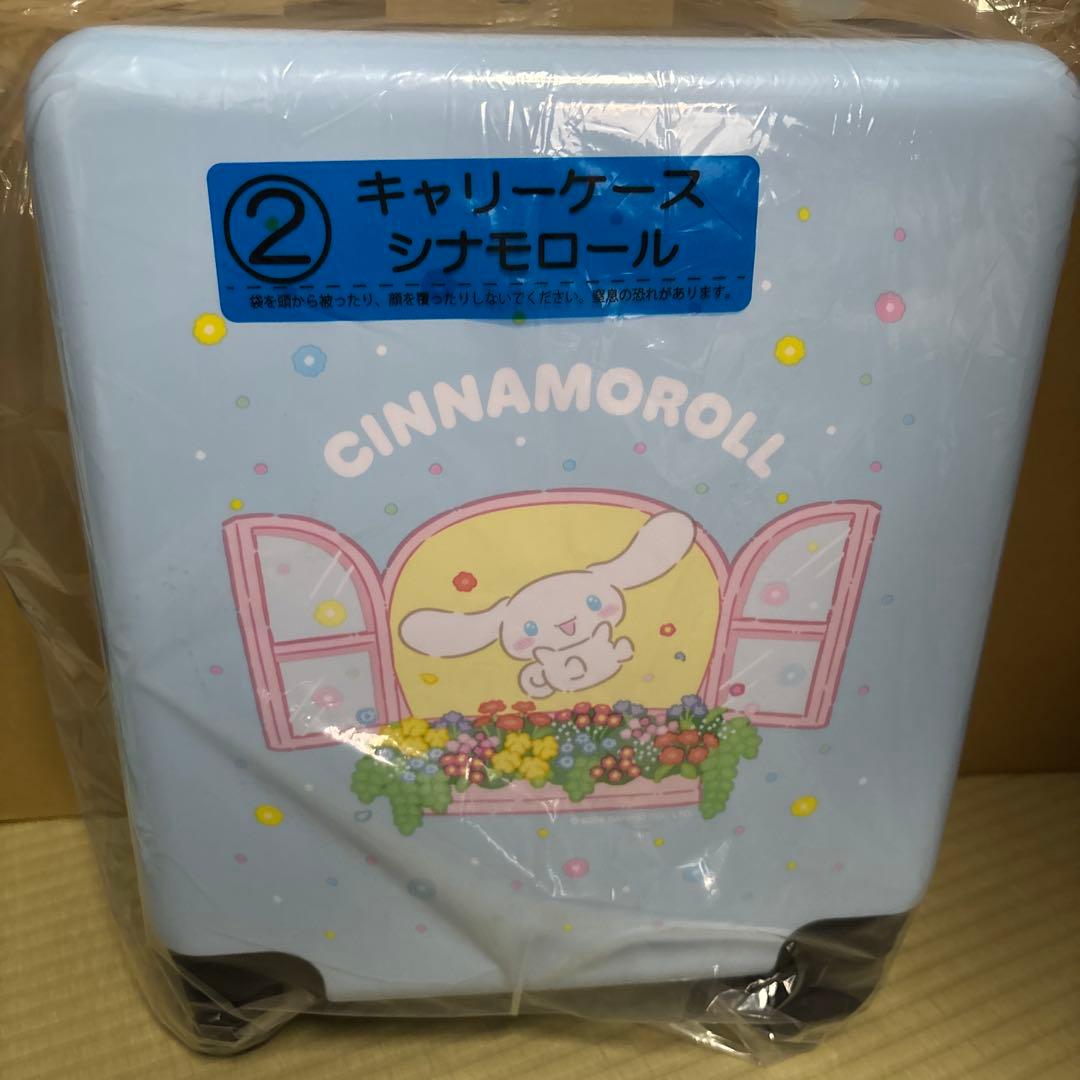 ②
キャリーケース
シナモロール
袋を頭から被ったり、顔を覆ったりしないでください。窒息の恐れがあります。
CINNAMOROLL